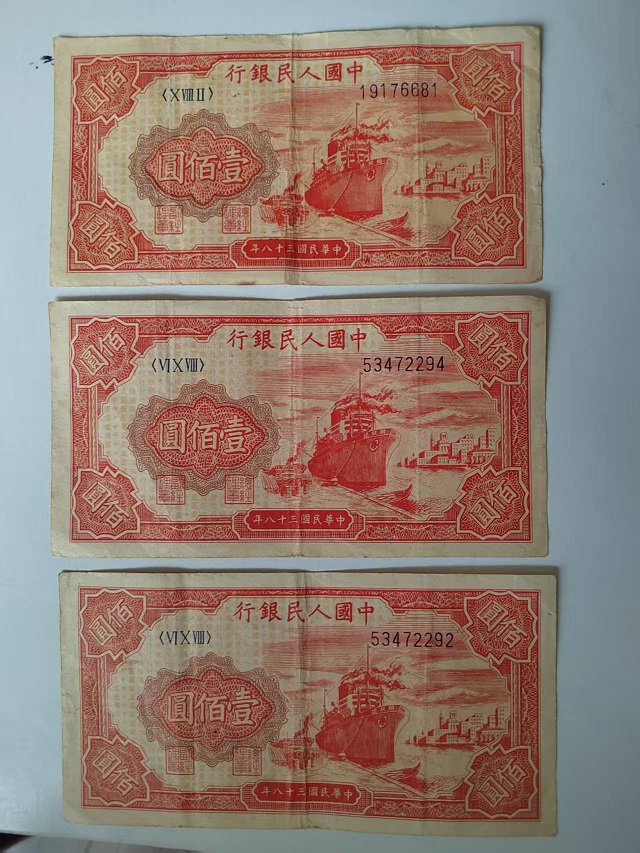 佰圓
中國人民銀行
佰圓
〈ⅩⅧⅡ〉 19176681
壹佰圓
佰圓
中華民國三十八年
佰圓
佰圓
中國人民銀行
佰圓
〈ⅥⅩⅧ〉 53472294
壹佰圓
佰圓
中華民國三十八年
佰圓
佰圓
中國人民銀行
佰圓
〈ⅥⅩⅧ〉 53472292
壹佰圓
佰圓
中華民國三十八年
佰圓